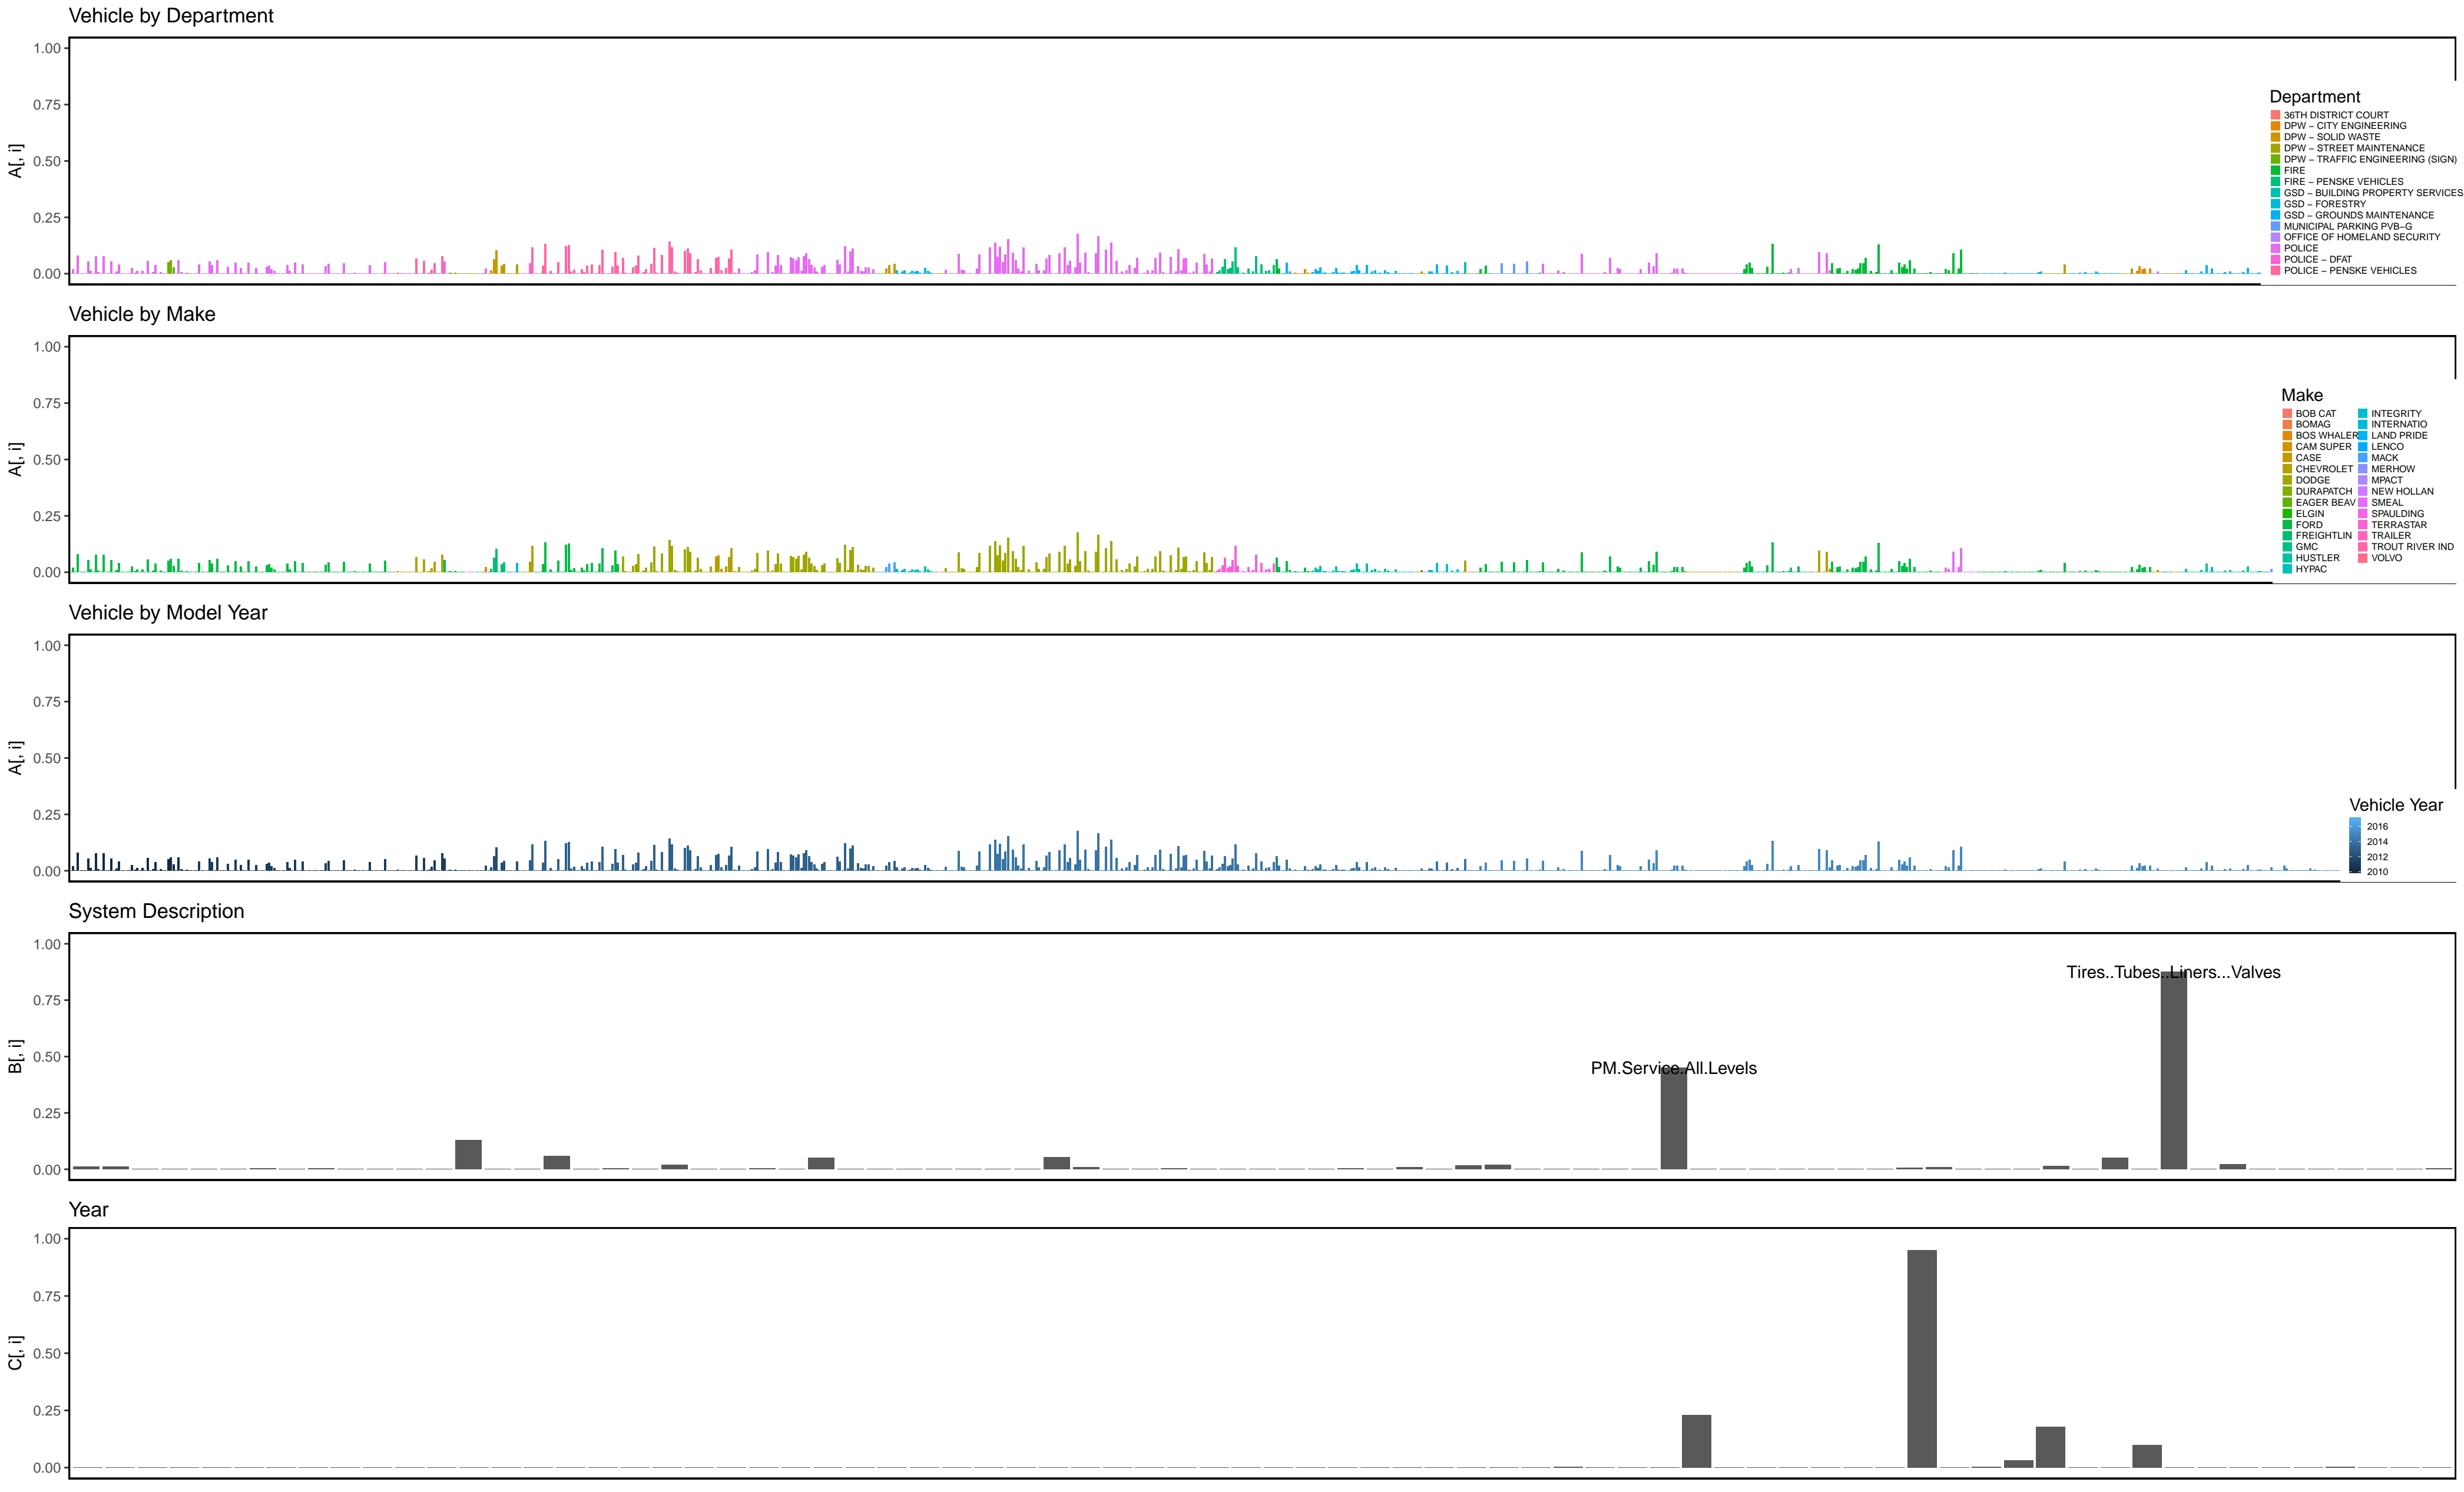 Vehicle by Department
A[, i]
1.00
0.75
0.50
0.25
0.00
Department
36TH DISTRICT COURT
DPW – CITY ENGINEERING
DPW – SOLID WASTE
DPW – STREET MAINTENANCE
DPW – TRAFFIC ENGINEERING (SIGN)
FIRE
FIRE – PENSKE VEHICLES
GSD – BUILDING PROPERTY SERVICES
GSD – FORESTRY
GSD – GROUNDS MAINTENANCE
MUNICIPAL PARKING PVB–G
OFFICE OF HOMELAND SECURITY
POLICE
POLICE – DFAT
POLICE – PENSKE VEHICLES
Vehicle by Make
A[, i]
1.00
0.75
0.50
0.25
0.00
Make
BOB CAT
BOMAG
BOS WHALER
CAM SUPER
CASE
CHEVROLET
DODGE
DURAPATCH
EAGER BEAV
ELGIN
FORD
FREIGHTLIN
GMC
HUSTLER
HYPAC
INTEGRITY
INTERNATIO
LAND PRIDE
LENCO
MACK
MERHOW
MPACT
NEW HOLLAN
SMEAL
SPAULDING
TERRASTAR
TRAILER
TROUT RIVER IND
VOLVO
Vehicle by Model Year
A[, i]
1.00
0.75
0.50
0.25
0.00
Vehicle Year
2016
2014
2012
2010
System Description
B[, i]
1.00
0.75
0.50
0.25
0.00
Tires..Tubes..Liners...Valves
PM.Service.All.Levels
Year
C[, i]
1.00
0.75
0.50
0.25
0.00